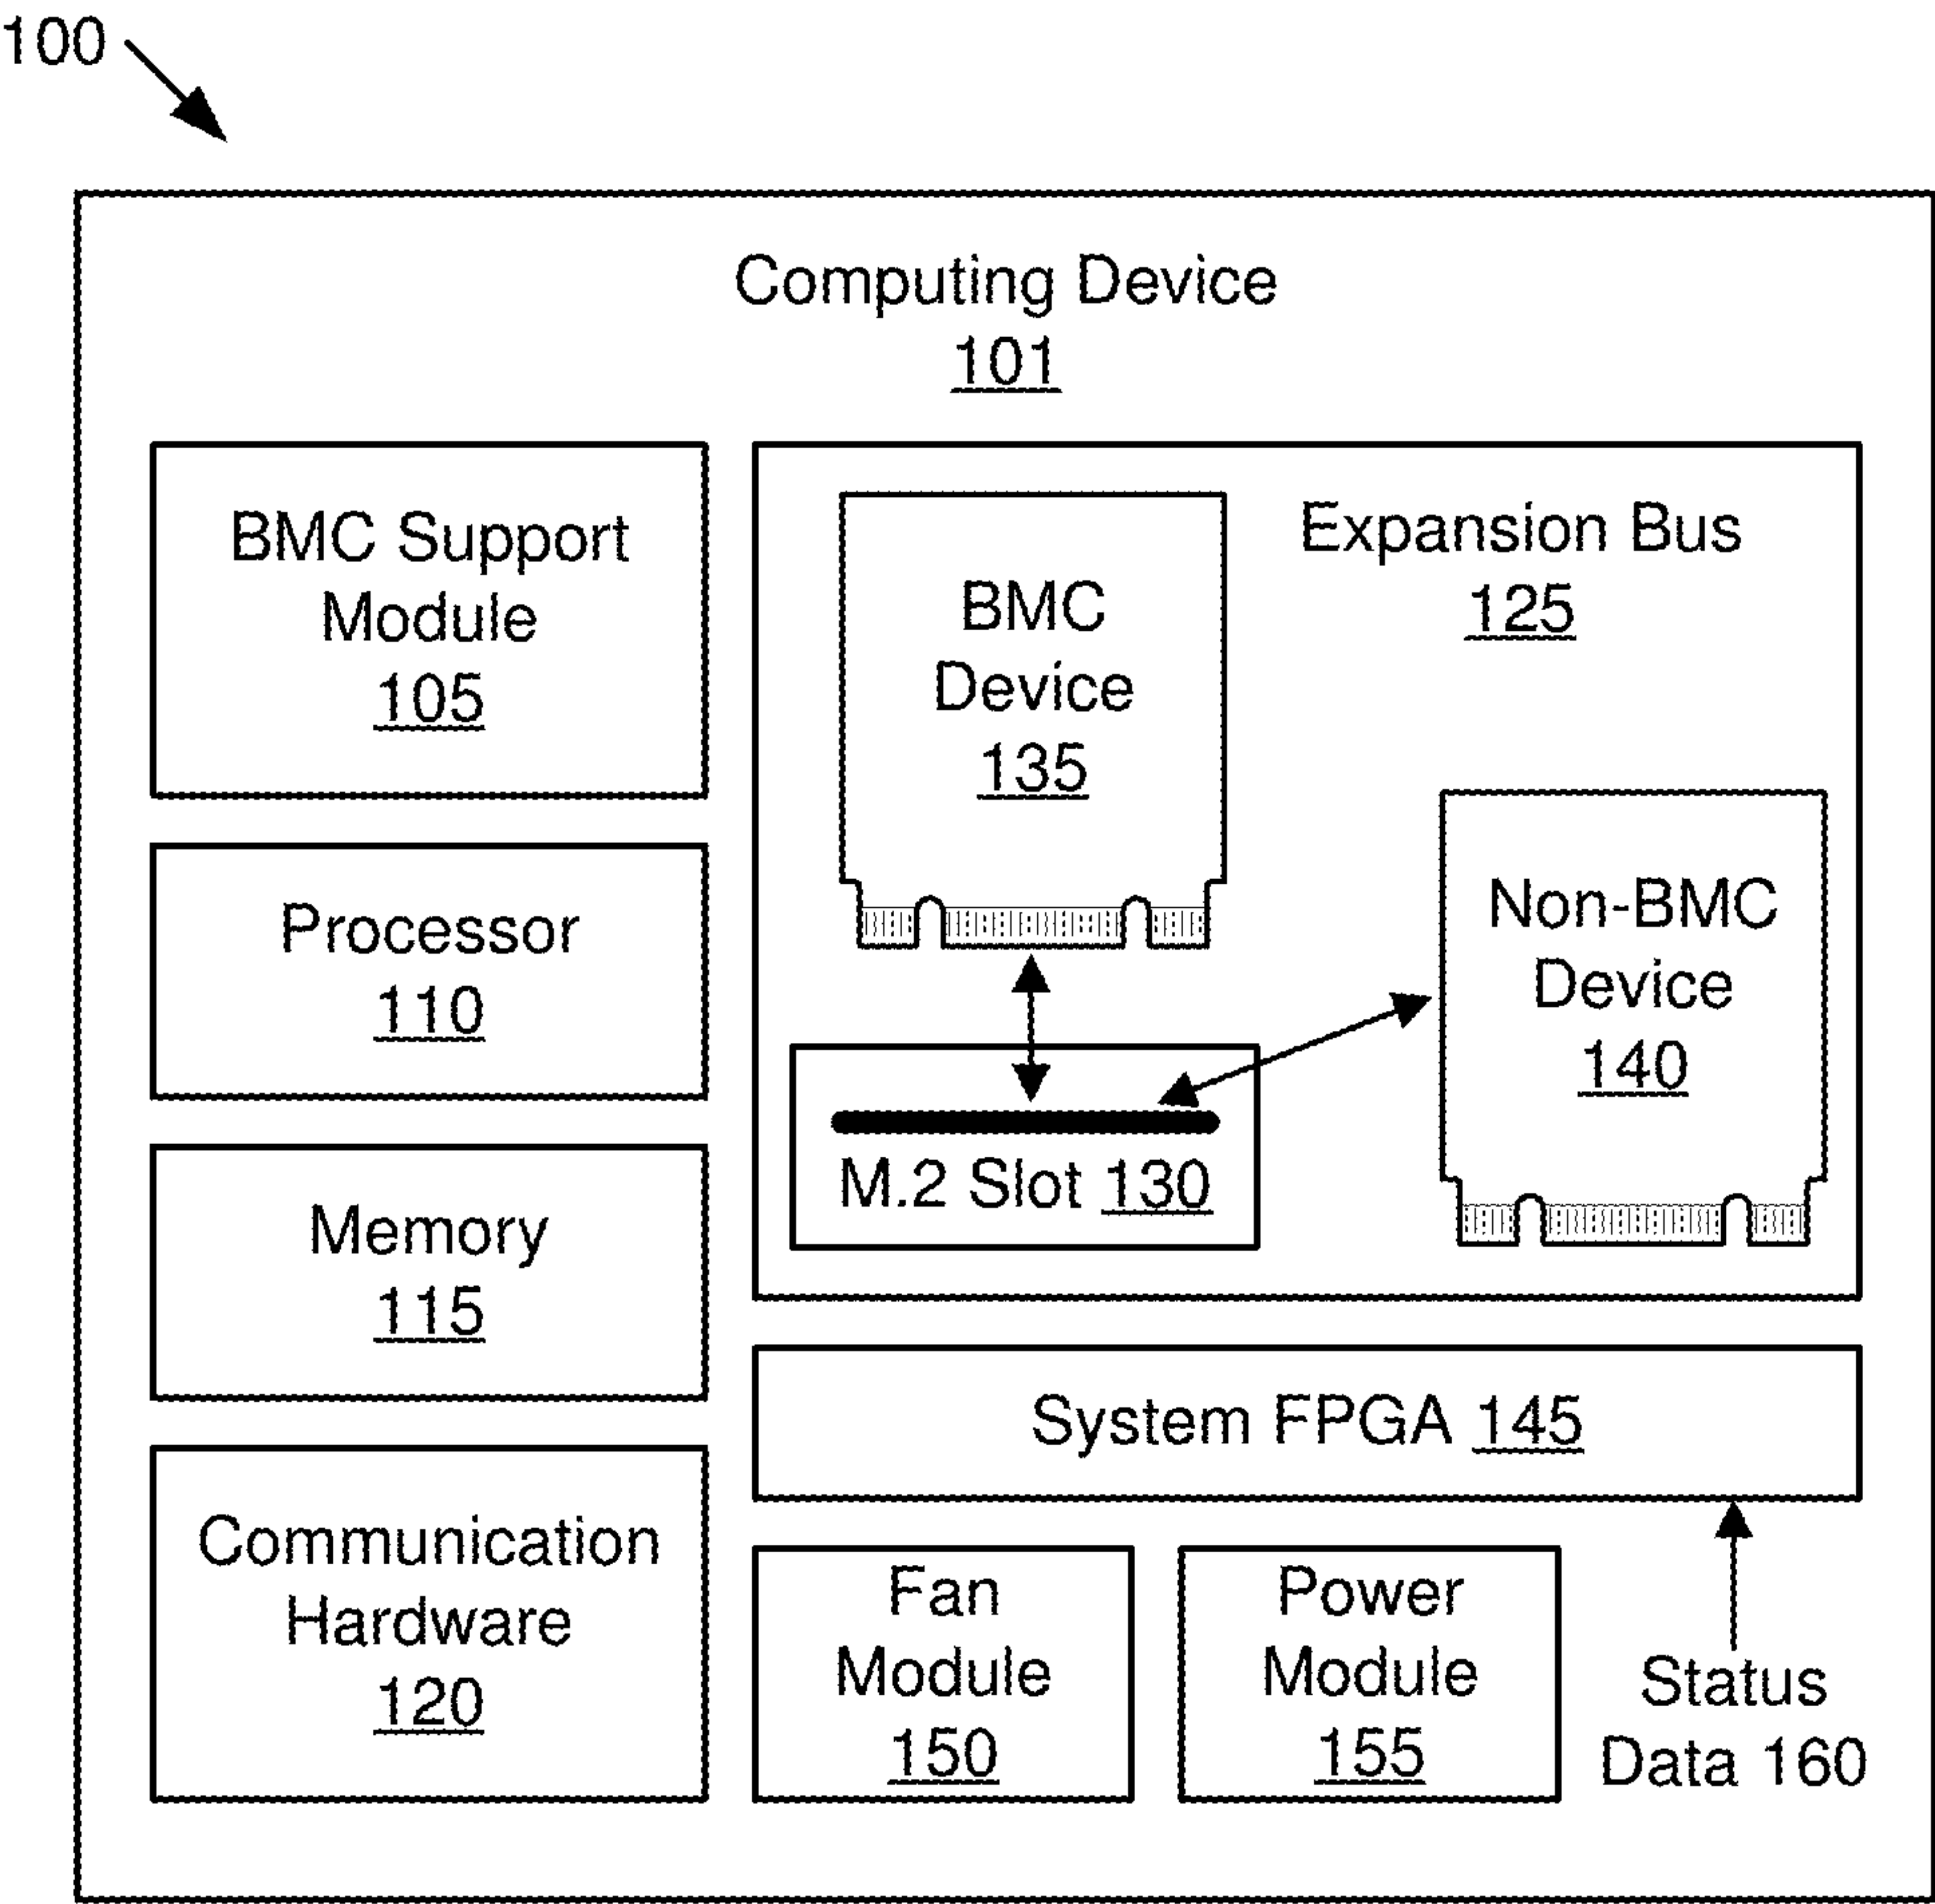 100
Computing Device
101
BMC Support
Module
105
Processor
110
Memory
115
Communication
Hardware
120
Expansion Bus
125
BMC
Device
135
Non-BMC
Device
140
M.2 Slot 130
System FPGA 145
Fan
Module
150
Power
Module
155
Status
Data 160